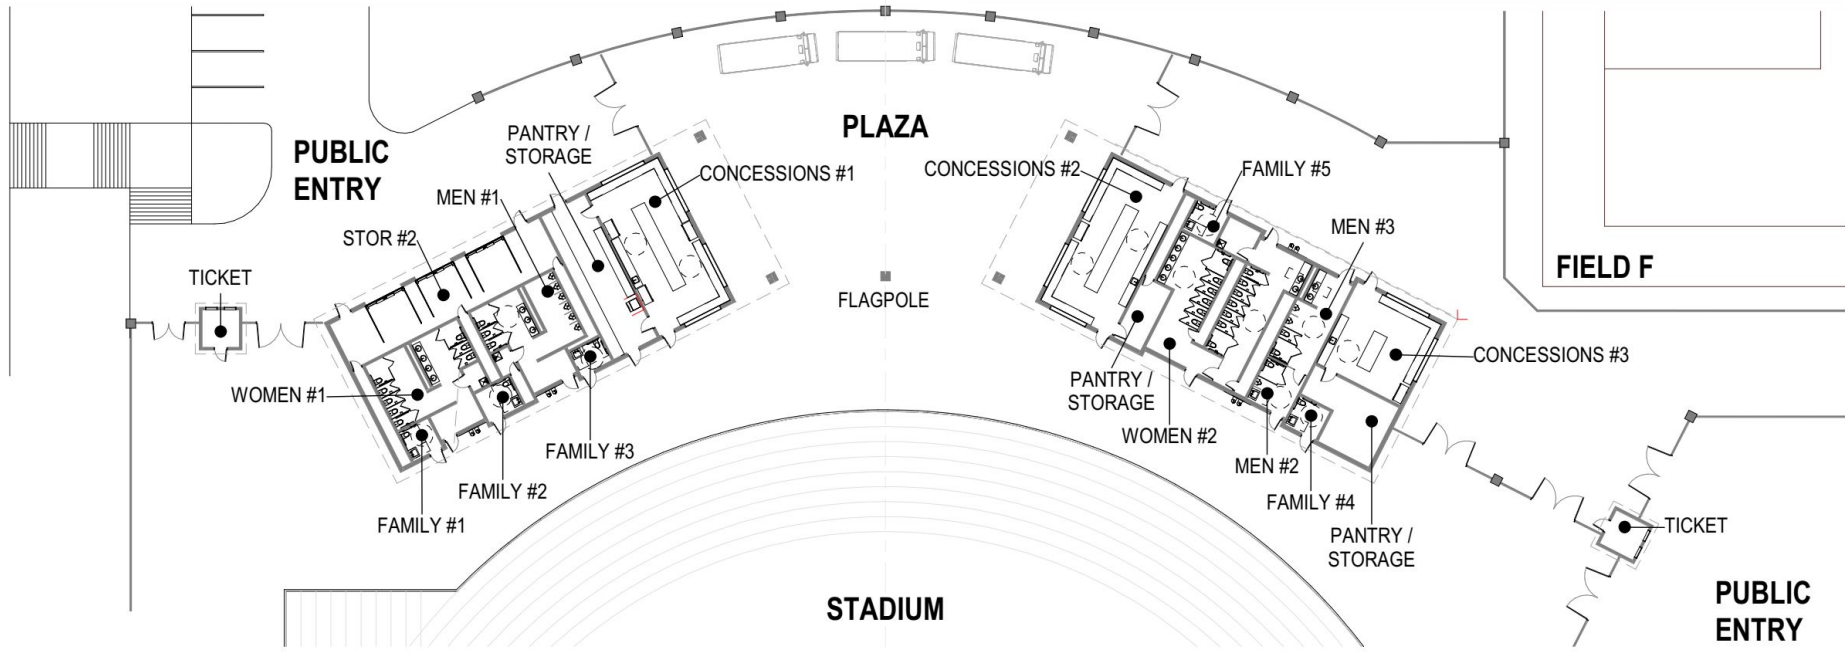 PLAZA
PUBLIC
ENTRY
PANTRY /
STORAGE
CONCESSIONS #1
MEN #1
STOR #2
TICKET
WOMEN #1
FAMILY #1
FAMILY #2
FAMILY #3
FLAGPOLE
CONCESSIONS #2
FAMILY #5
MEN #3
FIELD F
CONCESSIONS #3
PANTRY /
STORAGE
WOMEN #2
MEN #2
FAMILY #4
PANTRY /
STORAGE
TICKET
STADIUM
PUBLIC
ENTRY